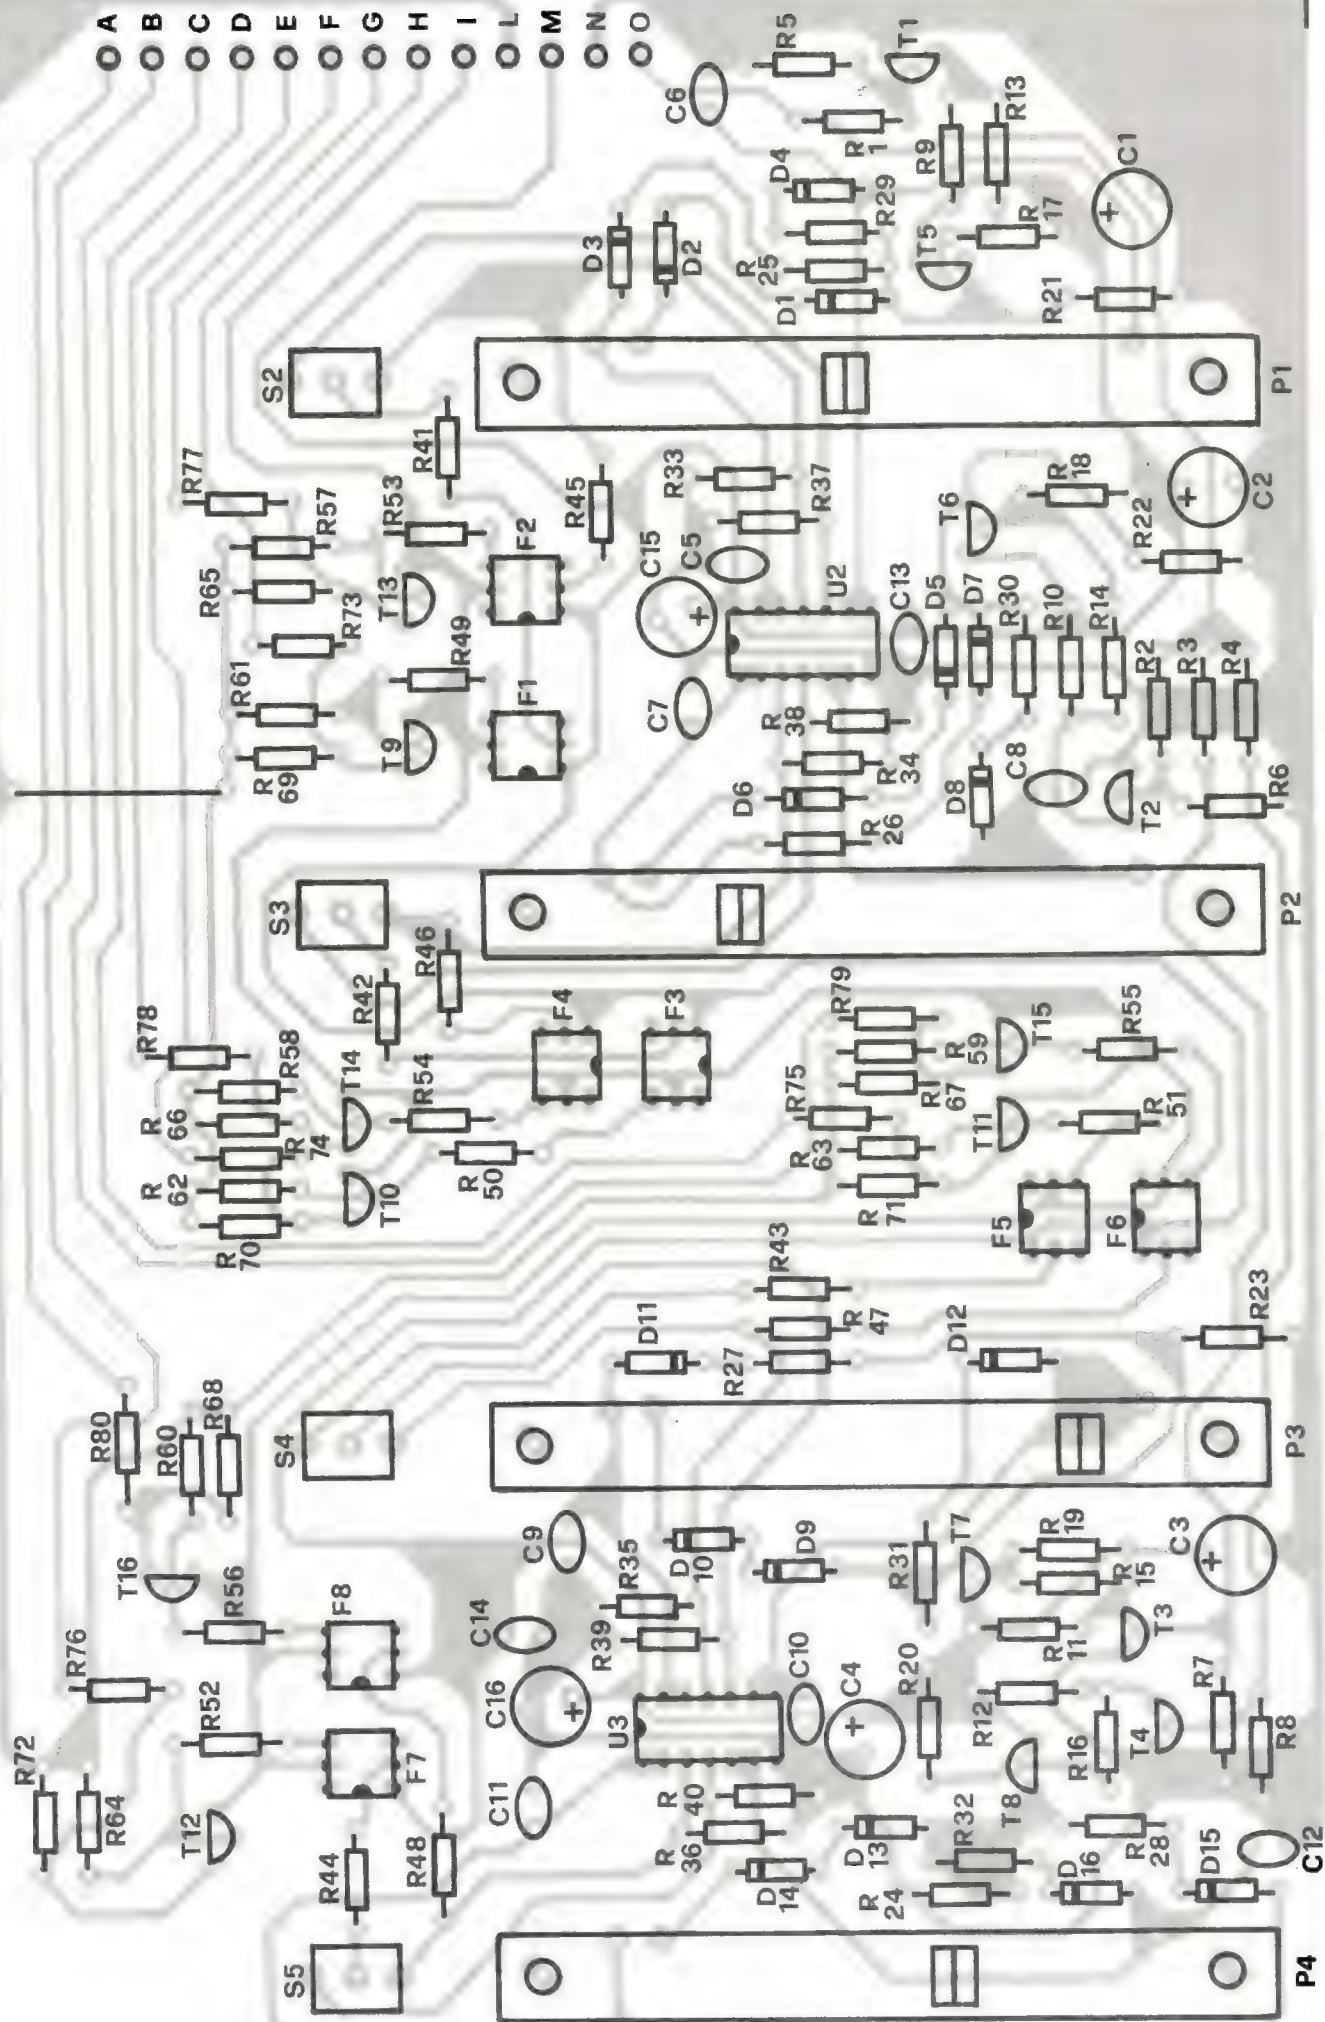 A
B
C
D
E
F
G
H
I
L
M
N
O
R5
T1
C6
R
1
R13
R9
D4
R29
C1
D3
D2
R
25
T5
R
17
D1
R21
S2
P1
R77
R41
R57
R53
R65
F2
R45
R33
R37
T6
R
18
C2
R22
C15
C5
T13
R73
R49
U2
C13
D5
D7
R30
R10
R14
R2
R3
R4
R61
T9
F1
C7
R
38
R
34
R
69
D6
R
26
D8
C8
T2
R6
S3
P2
R78
R42
R46
R58
T14
R54
F4
F3
R79
R
59
T15
R55
R
66
R
74
R75
R
67
T11
R
51
R
62
R
50
R
63
T10
R
70
R
71
F5
F6
R43
D11
R
47
R27
D12
R23
R80
R60
R68
S4
P3
T16
R56
F8
C9
C14
R35
D
10
D9
R31
T7
R
19
R
15
C3
R76
R39
R
11
T3
C16
U3
C10
C4
R20
R12
R16
T4
R7
R8
R72
R52
F7
R64
T12
C11
R
40
R
36
D
14
D
13
R32
T8
R
28
R44
R48
R
24
D
16
D15
C12
S5
P4